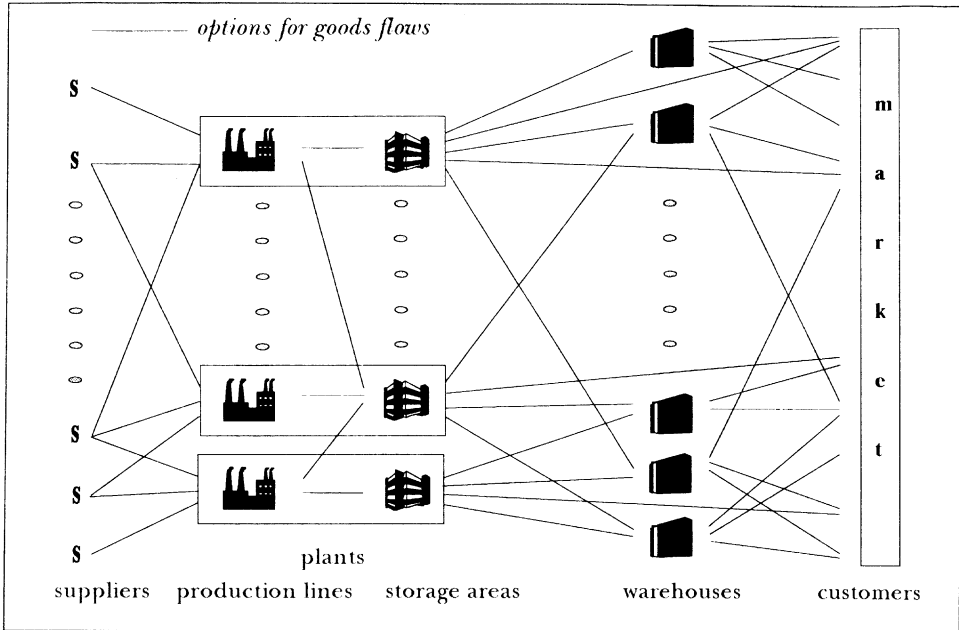 options for goods flows
s
s
s
s
s
m
a
r
k
e
t
plants
suppliers production lines storage areas warehouses customers